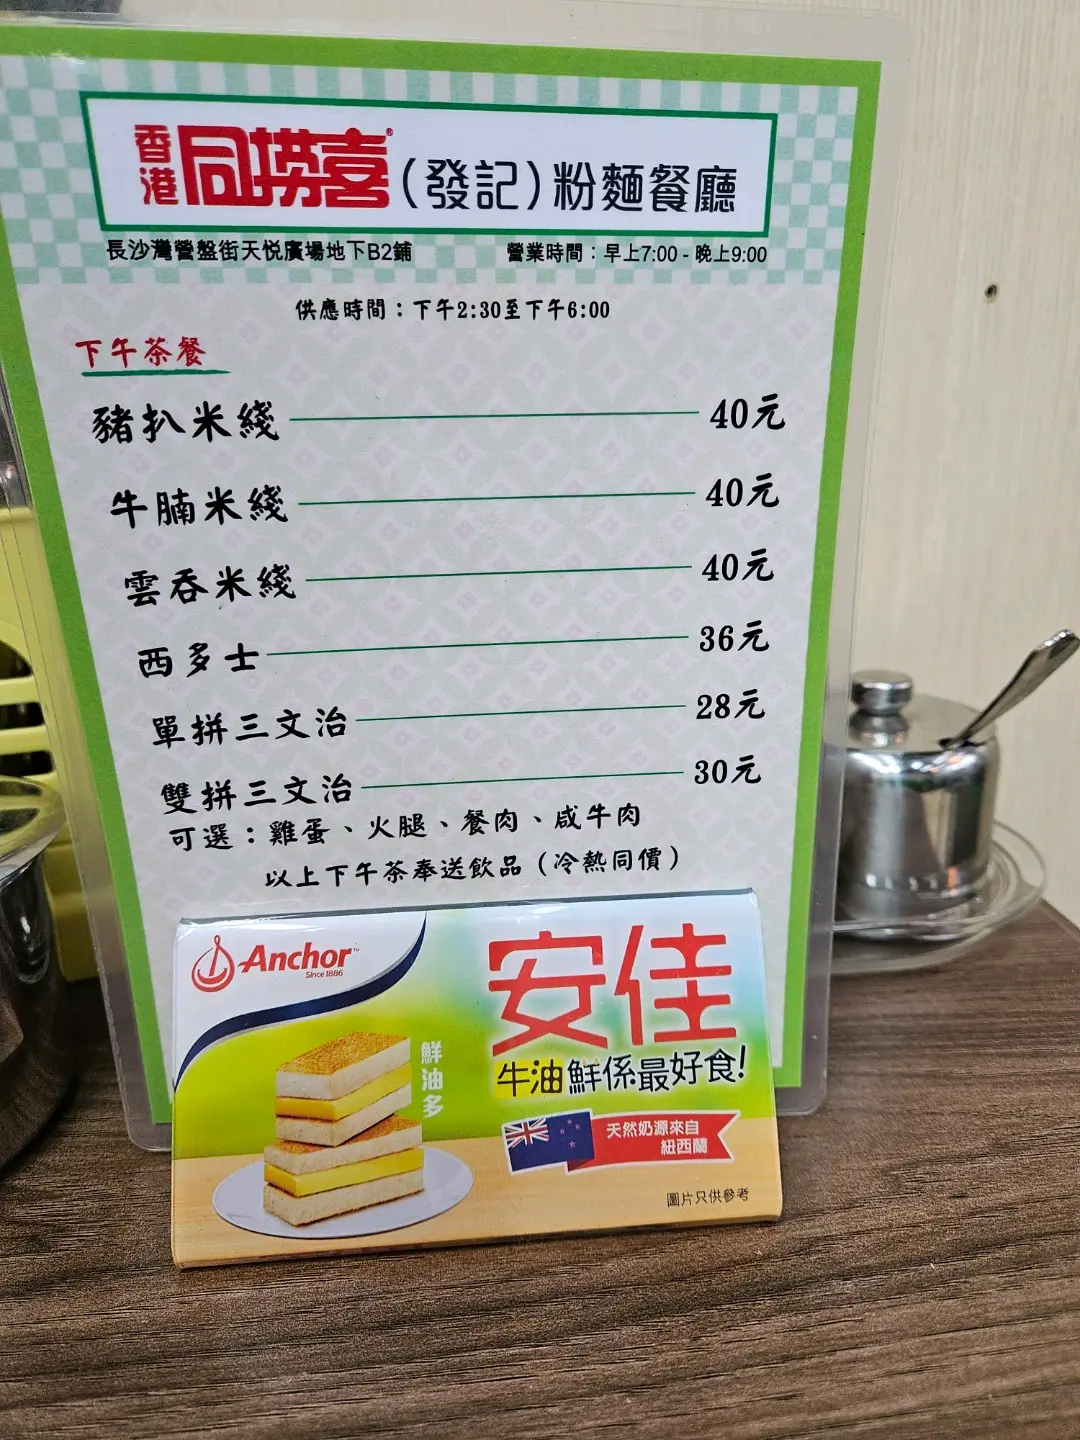 香港同撈喜®（發記）粉麵餐廳
長沙灣營盤街天悦廣場地下B2鋪 營業時間：早上7:00 - 晚上9:00
供應時間：下午2:30至下午6:00
下午茶餐
豬扒米綫 40元
牛腩米綫 40元
雲吞米綫 40元
西多士 36元
單拼三文治 28元
雙拼三文治 30元
可選：雞蛋、火腿、餐肉、咸牛肉
以上下午茶奉送飲品（冷熱同價）
Anchor™
Since 1886
安佳
牛油鮮係最好食!
鮮油多
天然奶源來自
紐西蘭
圖片只供參考